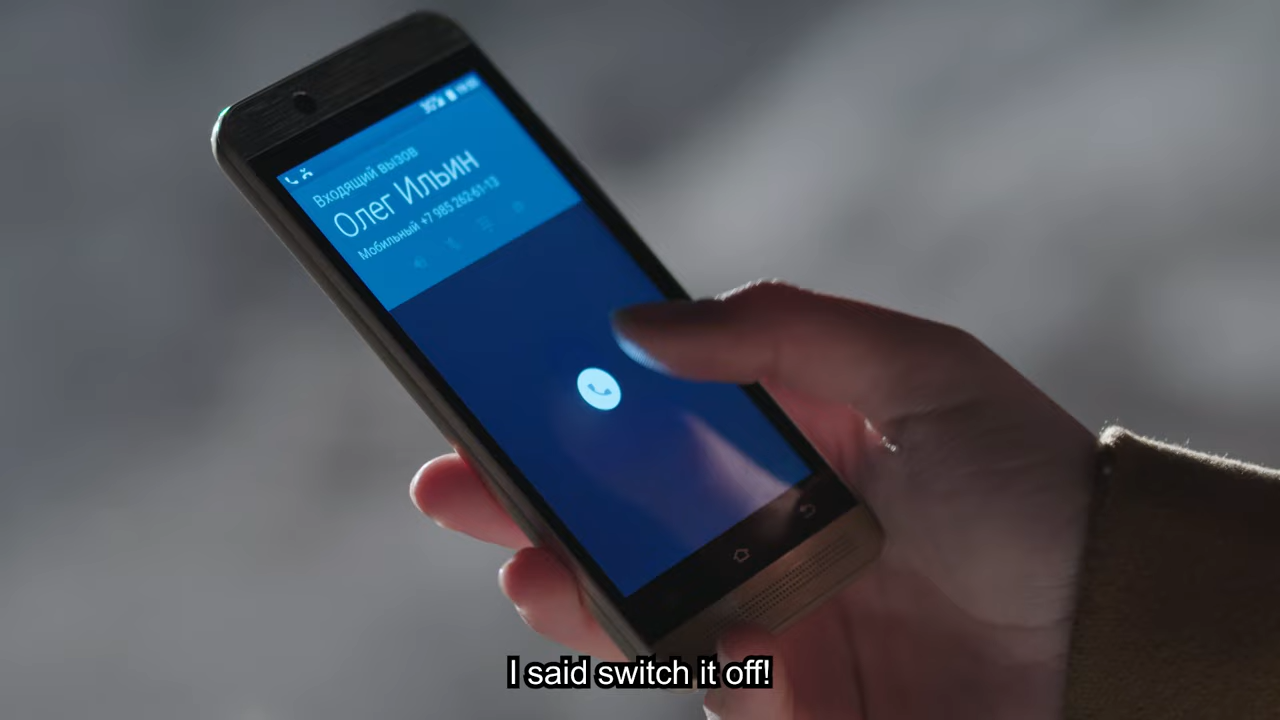 Входящий вызов
Олег Ильин
Мобильный +7 985 262-61-13
I said switch it off!